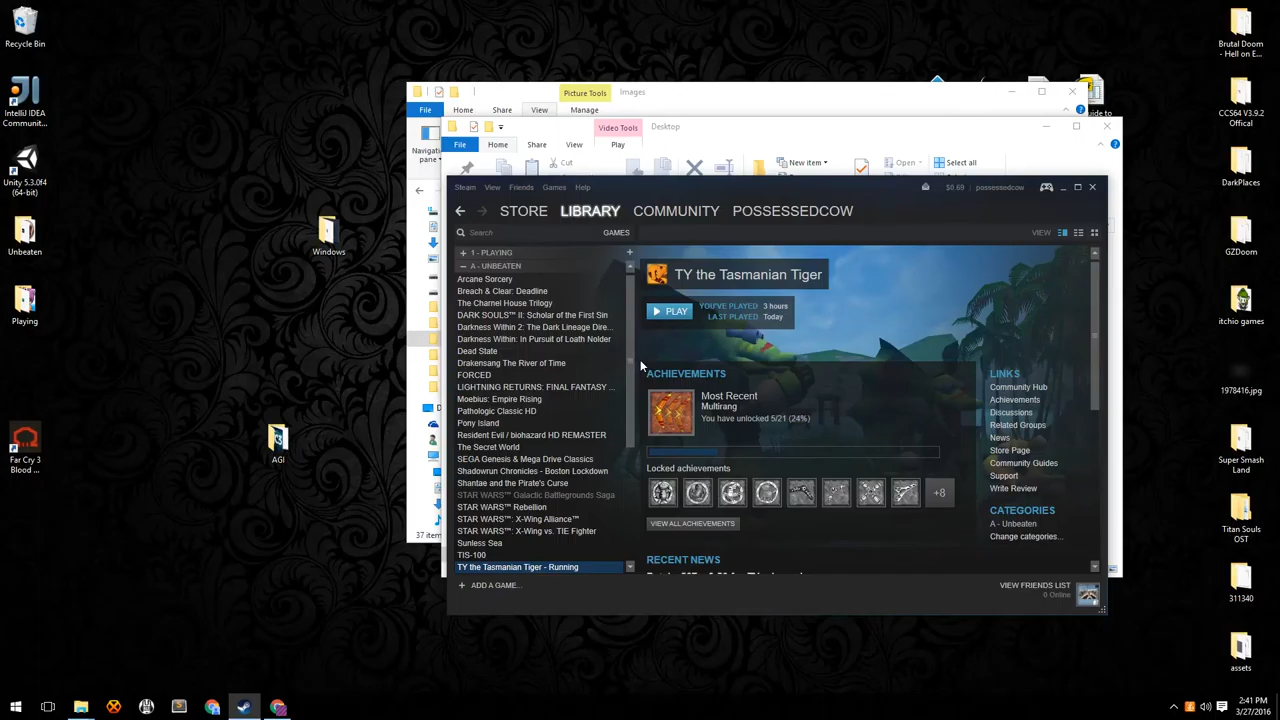 Recycle Bin
IntelliJ IDEA
Communit...
Unity 5.3.0f4
(64-bit)
Unbeaten
Playing
Far Cry 3
Blood ...
Windows
AGI
Picture Tools
Images
File
Home
Share
View
Manage
Navigation
pane
37 item
Video Tools
Desktop
File
Home
Share
View
Play
Cut
New item
Open
Select all
Steam
View
Friends
Games
Help
$0.69
possessedcow
STORE
LIBRARY
COMMUNITY
POSSESSEDCOW
Search
GAMES
VIEW
1 - PLAYING
A - UNBEATEN
Arcane Sorcery
Breach & Clear: Deadline
The Charnel House Trilogy
DARK SOULS™ II: Scholar of the First Sin
Darkness Within 2: The Dark Lineage Dire...
Darkness Within: In Pursuit of Loath Nolder
Dead State
Drakensang The River of Time
FORCED
LIGHTNING RETURNS: FINAL FANTASY ...
Moebius: Empire Rising
Pathologic Classic HD
Pony Island
Resident Evil / biohazard HD REMASTER
The Secret World
SEGA Genesis & Mega Drive Classics
Shadowrun Chronicles - Boston Lockdown
Shantae and the Pirate's Curse
STAR WARS™ Galactic Battlegrounds Saga
STAR WARS™ Rebellion
STAR WARS™: X-Wing Alliance™
STAR WARS™: X-Wing vs. TIE Fighter
Sunless Sea
TIS-100
TY the Tasmanian Tiger - Running
ADD A GAME...
TY the Tasmanian Tiger
PLAY
YOU'VE PLAYED
3 hours
LAST PLAYED
Today
ACHIEVEMENTS
Most Recent
Multirang
You have unlocked 5/21 (24%)
Locked achievements
+8
VIEW ALL ACHIEVEMENTS
RECENT NEWS
LINKS
Community Hub
Achievements
Discussions
Related Groups
News
Store Page
Community Guides
Support
Write Review
CATEGORIES
A - Unbeaten
Change categories...
VIEW FRIENDS LIST
0 Online
Guide to
Brutal Doom
- Hell on E...
CCS64 V3.9.2
Offical
DarkPlaces
GZDoom
itchio games
1978416.jpg
Super Smash
Land
Titan Souls
OST
311340
assets
2:41 PM
3/27/2016